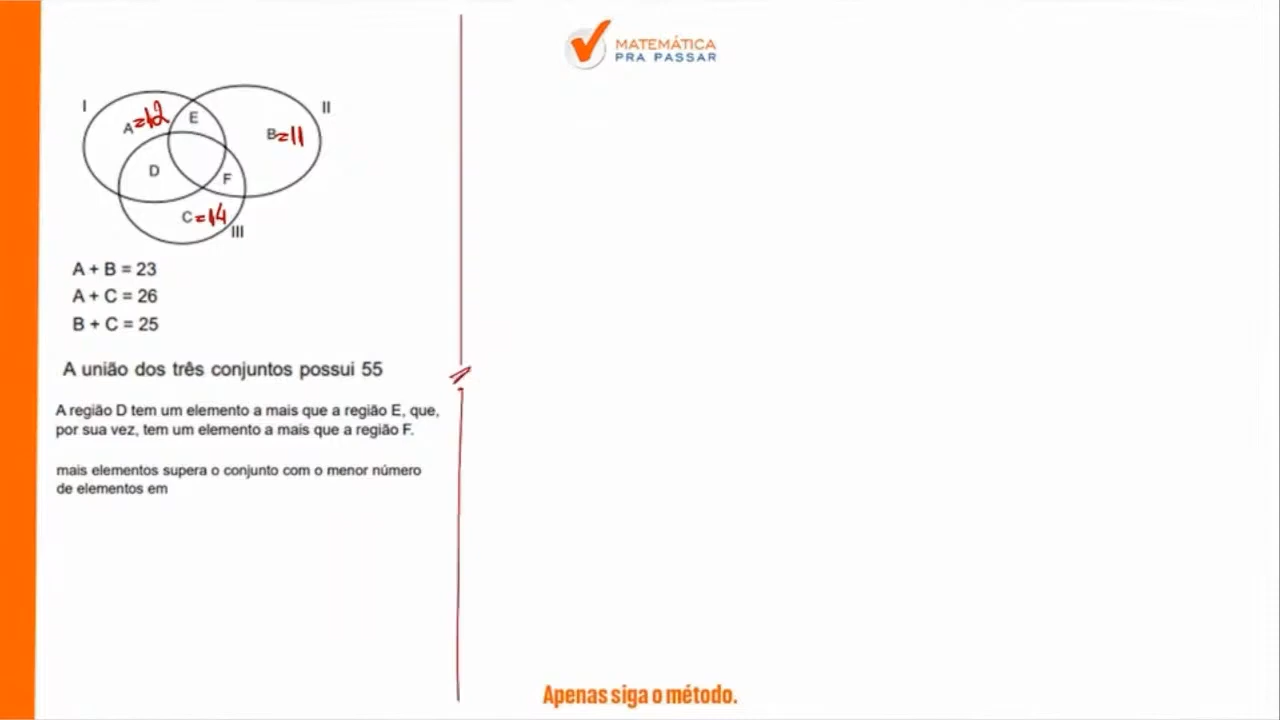 MATEMÁTICA
PRA PASSAR
I
II
A=12
E
B=11
D
F
C=14
III
A + B = 23
A + C = 26
B + C = 25
A união dos três conjuntos possui 55
A região D tem um elemento a mais que a região E, que,
por sua vez, tem um elemento a mais que a região F.
mais elementos supera o conjunto com o menor número
de elementos em
Apenas siga o método.